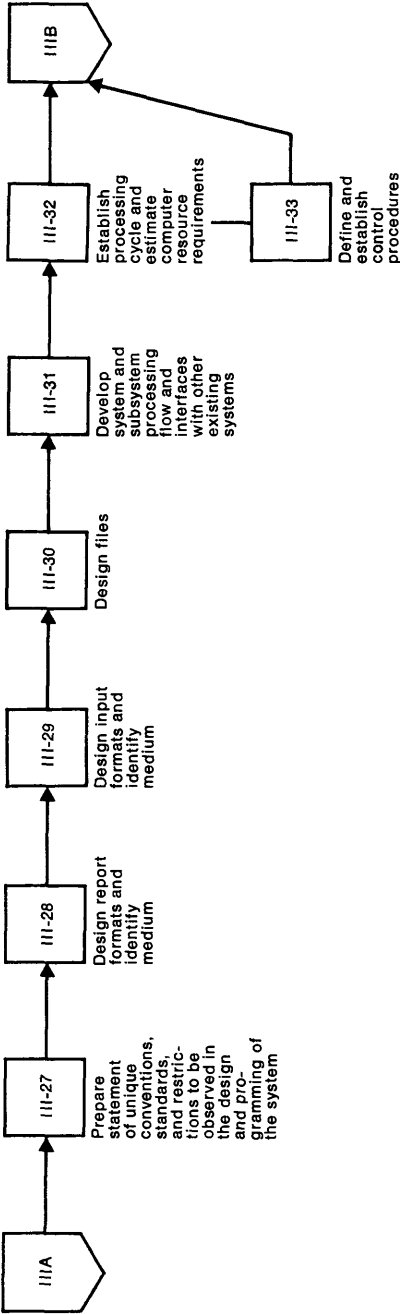 IIIA
III-27
Prepare
statement
of unique
conventions,
standards,
and restric-
tions to be
observed in
the design
and pro-
gramming of
the system
III-28
Design report
formats and
identify
medium
III-29
Design input
formats and
identify
medium
III-30
Design files
III-31
Develop
system and
subsystem
processing
flow and
interfaces
with other
existing
systems
III-32
Establish
processing
cycle and
estimate
computer
resource
requirements
III-33
Define and
establish
control
procedures
IIIB